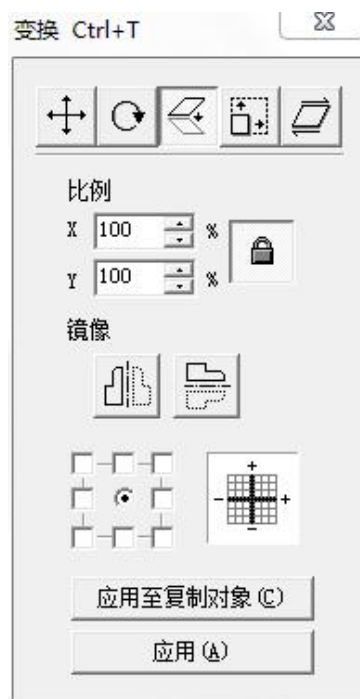 变换 Ctrl+T
比例
X 100 %
Y 100 %
镜像
应用至复制对象(C)
应用(A)